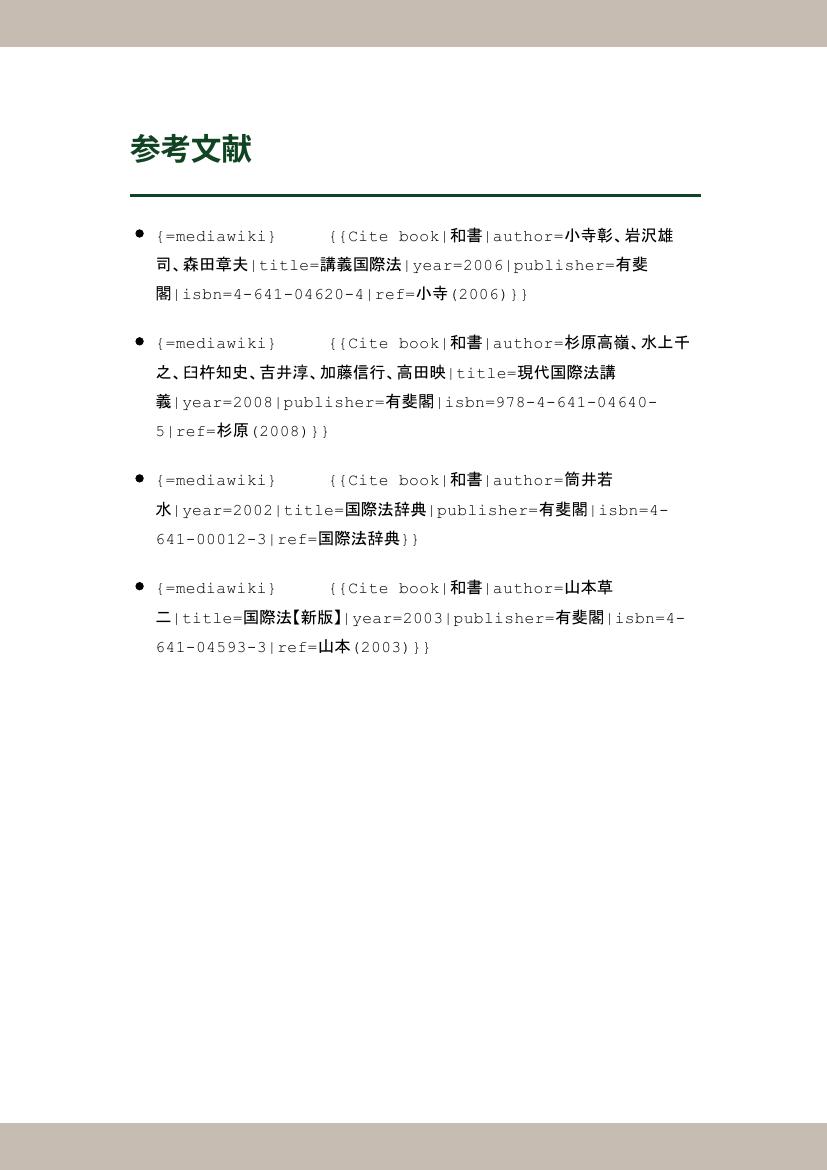 参考文献
{=mediawiki} {{Cite book|和書|author=小寺彰、岩沢雄
司、森田章夫|title=講義国際法|year=2006|publisher=有斐
閣|isbn=4-641-04620-4|ref=小寺(2006)}}
{=mediawiki} {{Cite book|和書|author=杉原高嶺、水上千
之、臼杵知史、吉井淳、加藤信行、高田映|title=現代国際法講
義|year=2008|publisher=有斐閣|isbn=978-4-641-04640-
5|ref=杉原(2008)}}
{=mediawiki} {{Cite book|和書|author=筒井若
水|year=2002|title=国際法辞典|publisher=有斐閣|isbn=4-
641-00012-3|ref=国際法辞典}}
{=mediawiki} {{Cite book|和書|author=山本草
二|title=国際法【新版】|year=2003|publisher=有斐閣|isbn=4-
641-04593-3|ref=山本(2003)}}